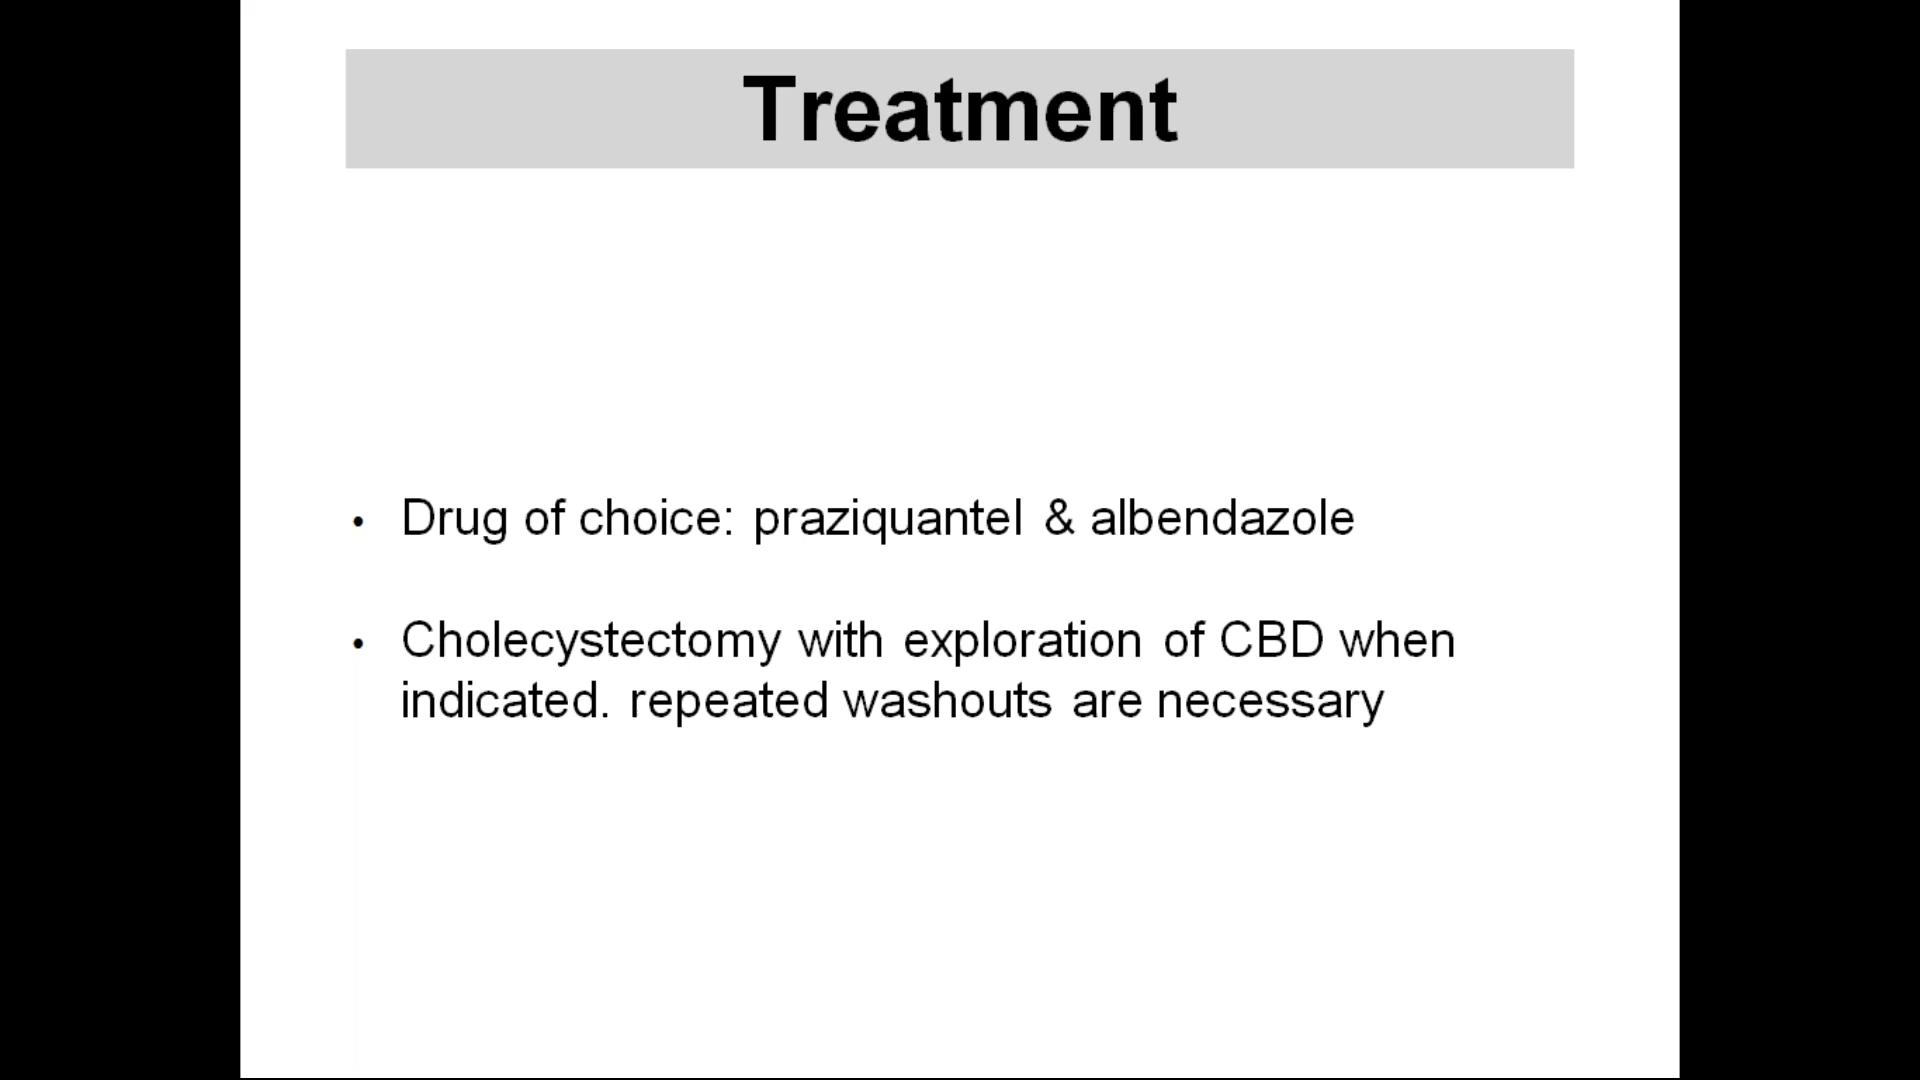 Treatment
• Drug of choice: praziquantel & albendazole
• Cholecystectomy with exploration of CBD when
indicated. repeated washouts are necessary